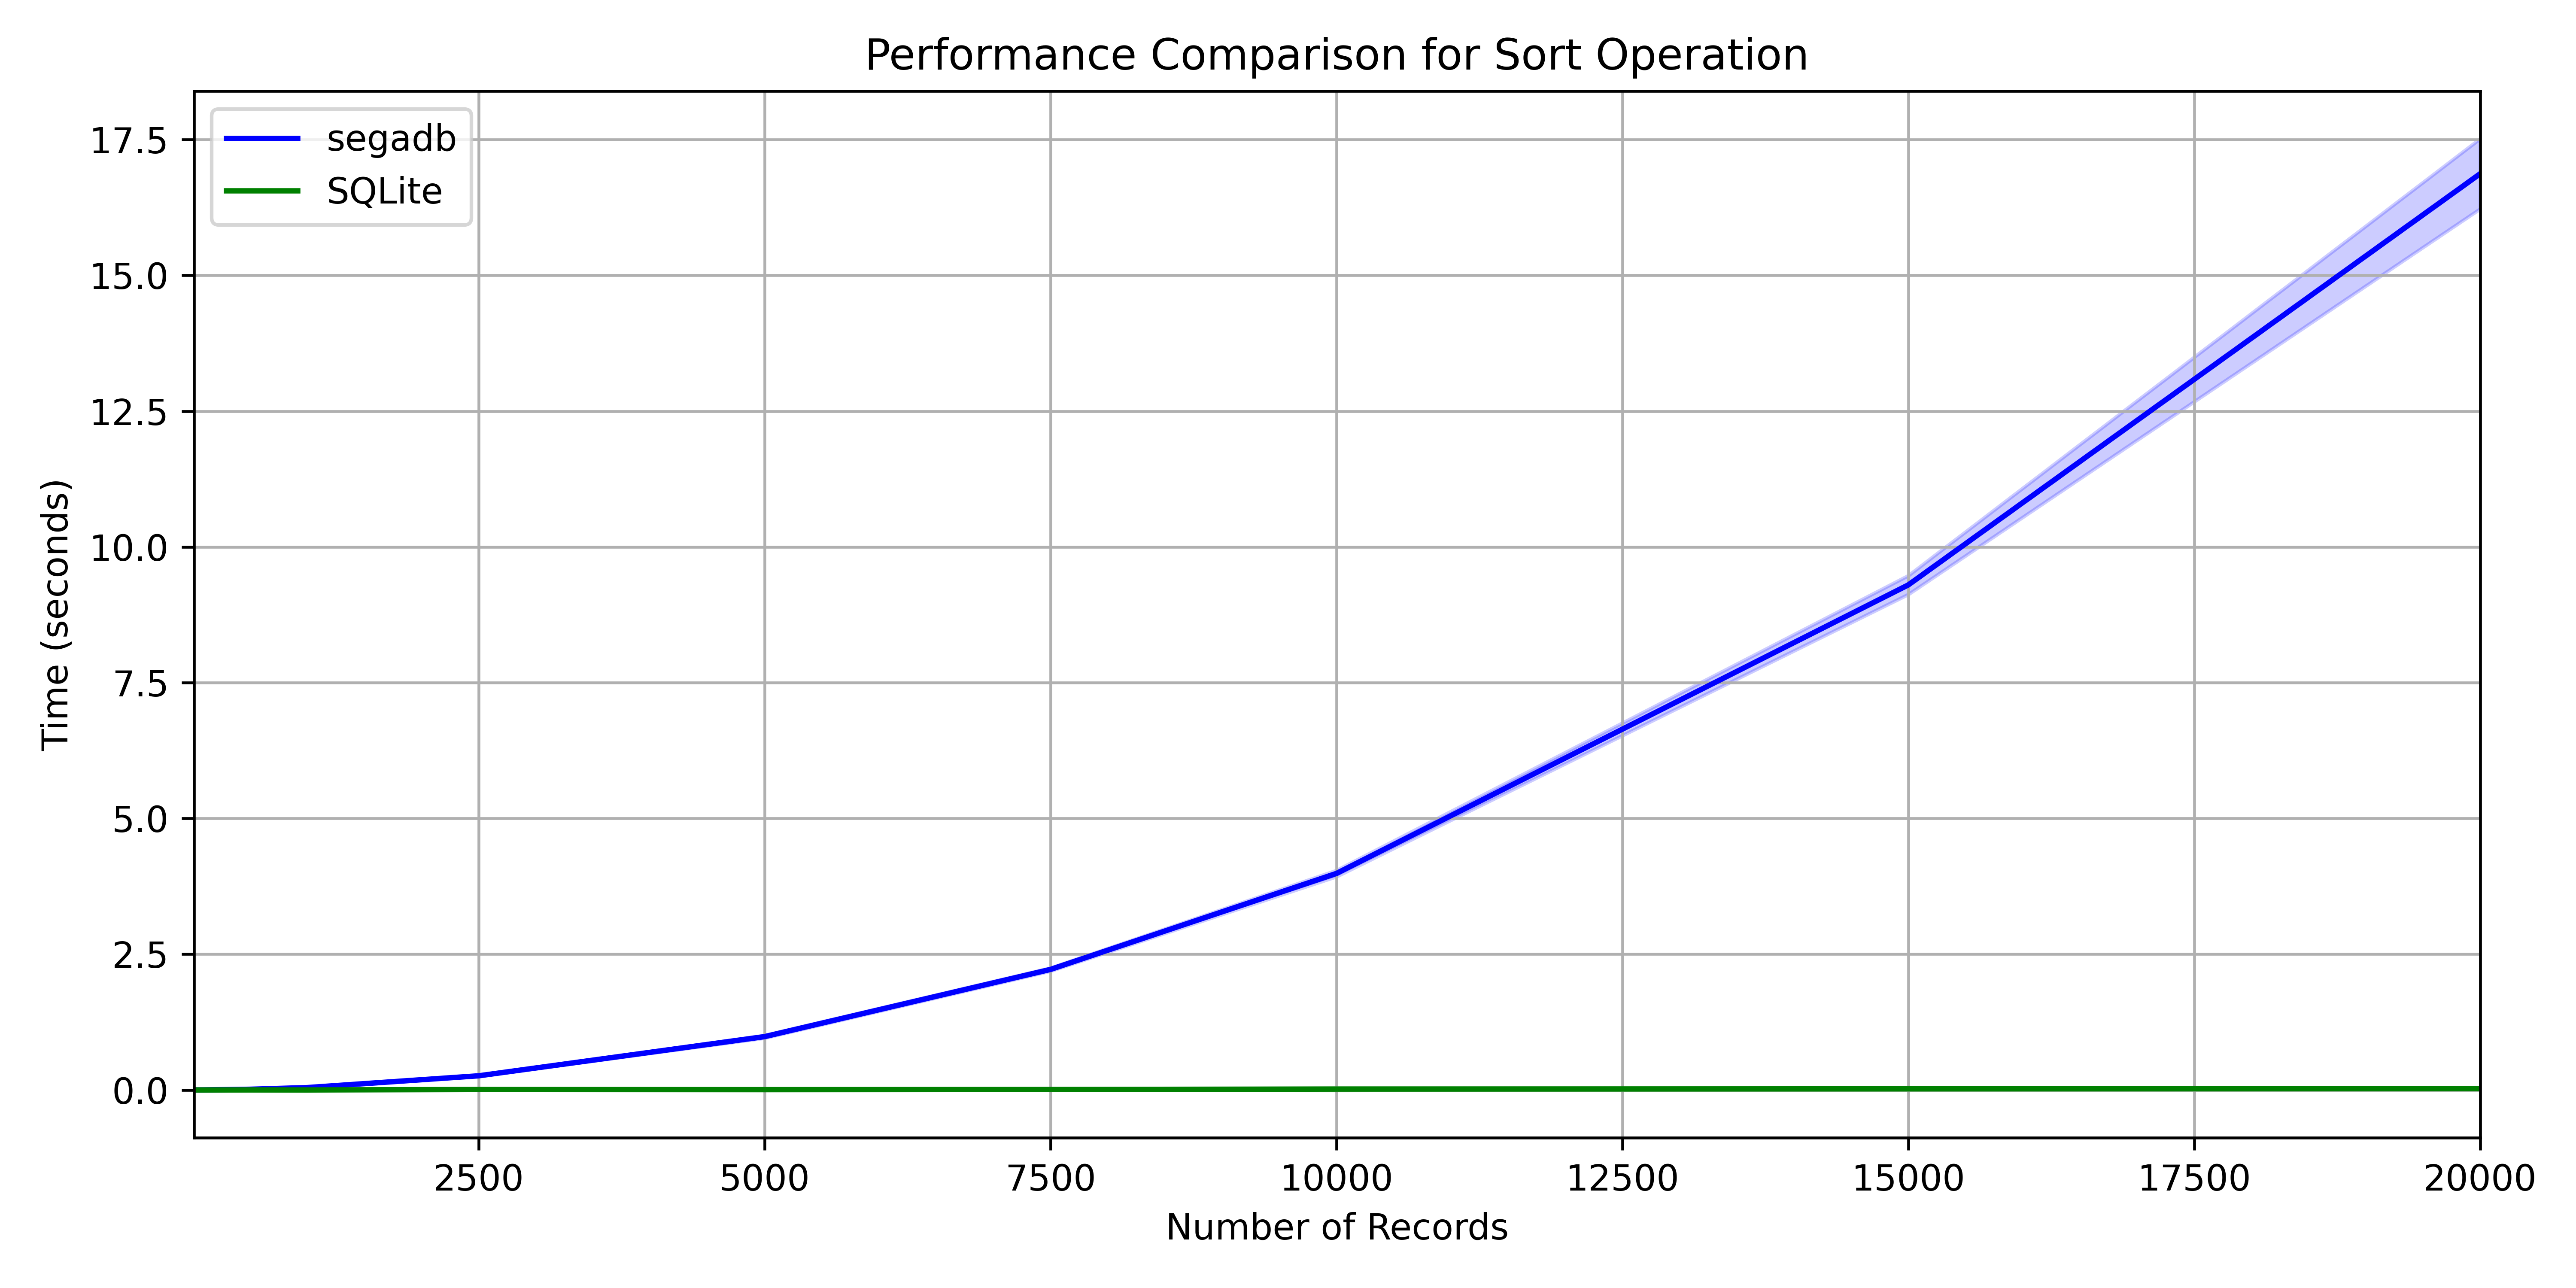 Performance Comparison for Sort Operation
segadb
SQLite
17.5
15.0
12.5
10.0
7.5
5.0
2.5
0.0
Time (seconds)
2500 5000 7500 10000 12500 15000 17500 20000
Number of Records